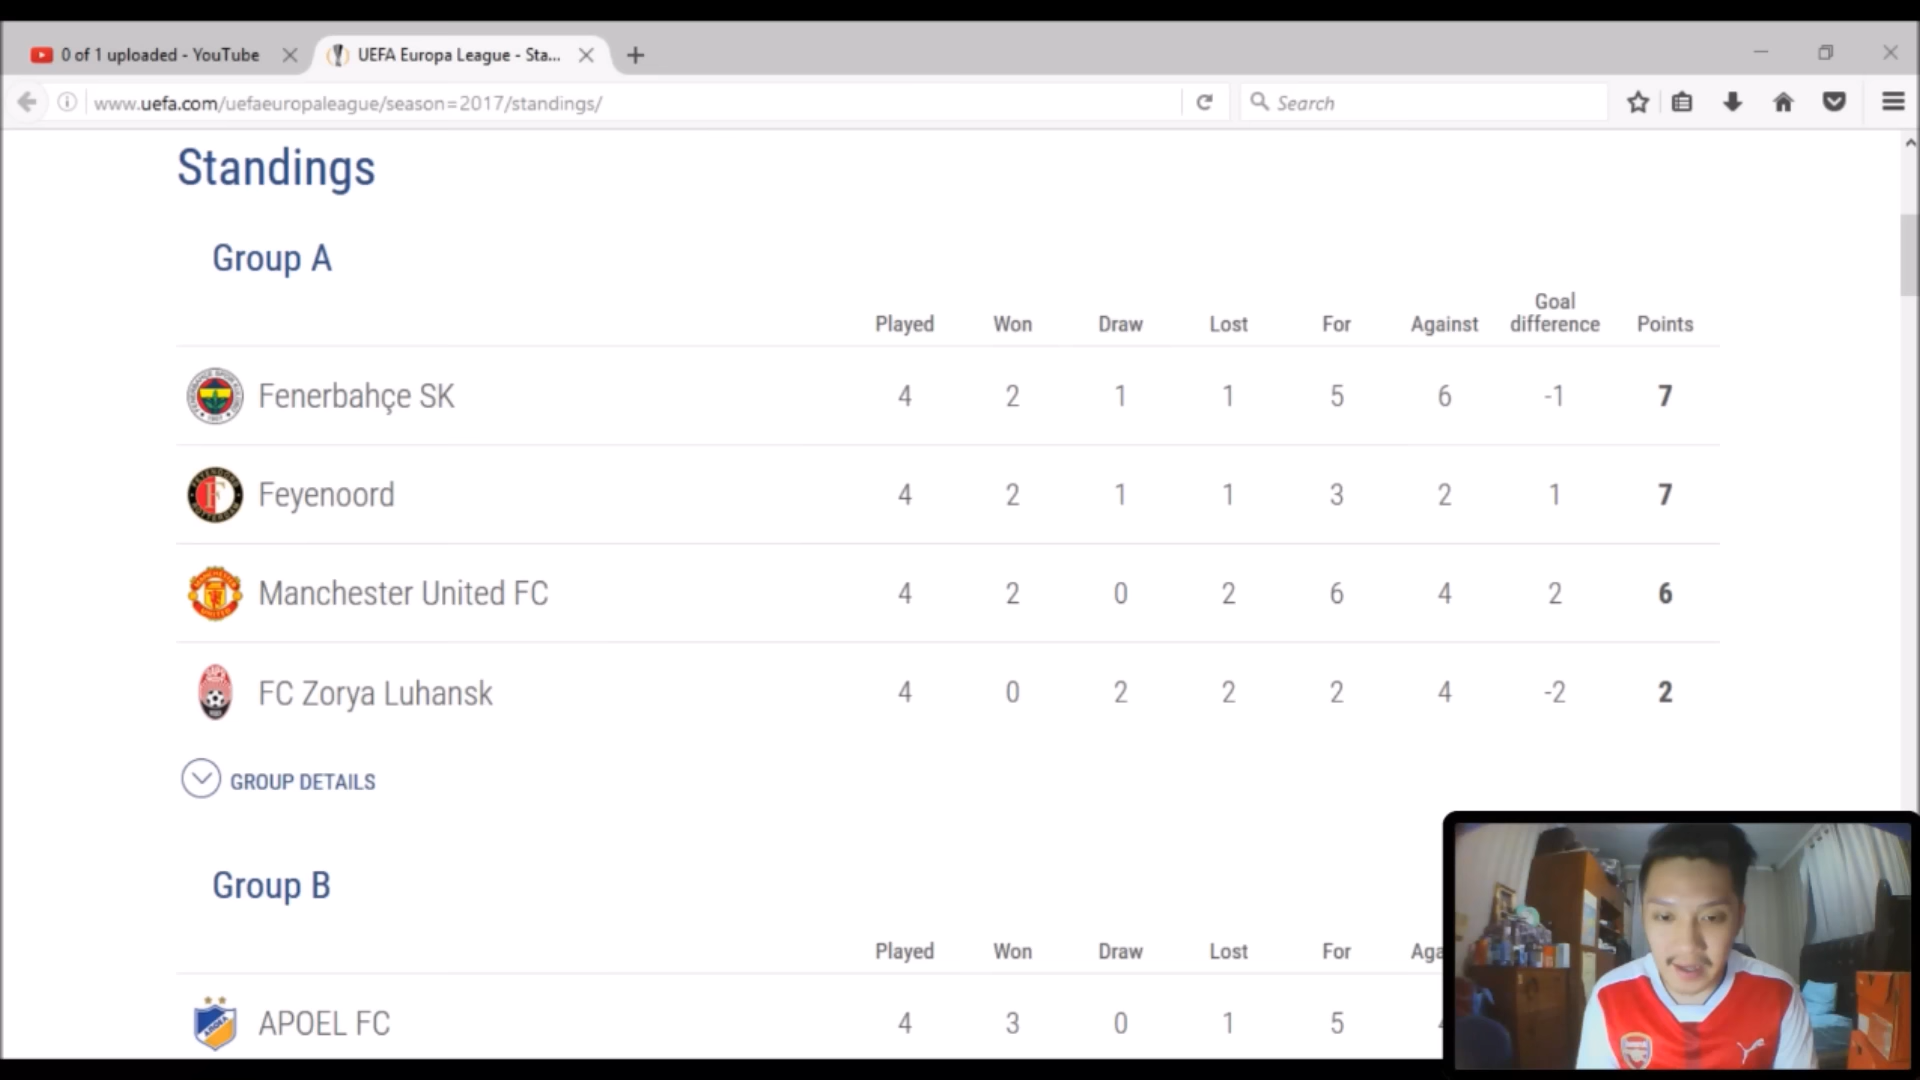 0 of 1 uploaded - YouTube
UEFA Europa League - Sta...
www.uefa.com/uefaeuropaleague/season=2017/standings/
Search
Standings
Group A
Played Won Draw Lost For Against Goal difference Points
Fenerbahçe SK 4 2 1 1 5 6 -1 7
Feyenoord 4 2 1 1 3 2 1 7
Manchester United FC 4 2 0 2 6 4 2 6
FC Zorya Luhansk 4 0 2 2 2 4 -2 2
GROUP DETAILS
Group B
Played Won Draw Lost For Aga
APOEL FC 4 3 0 1 5